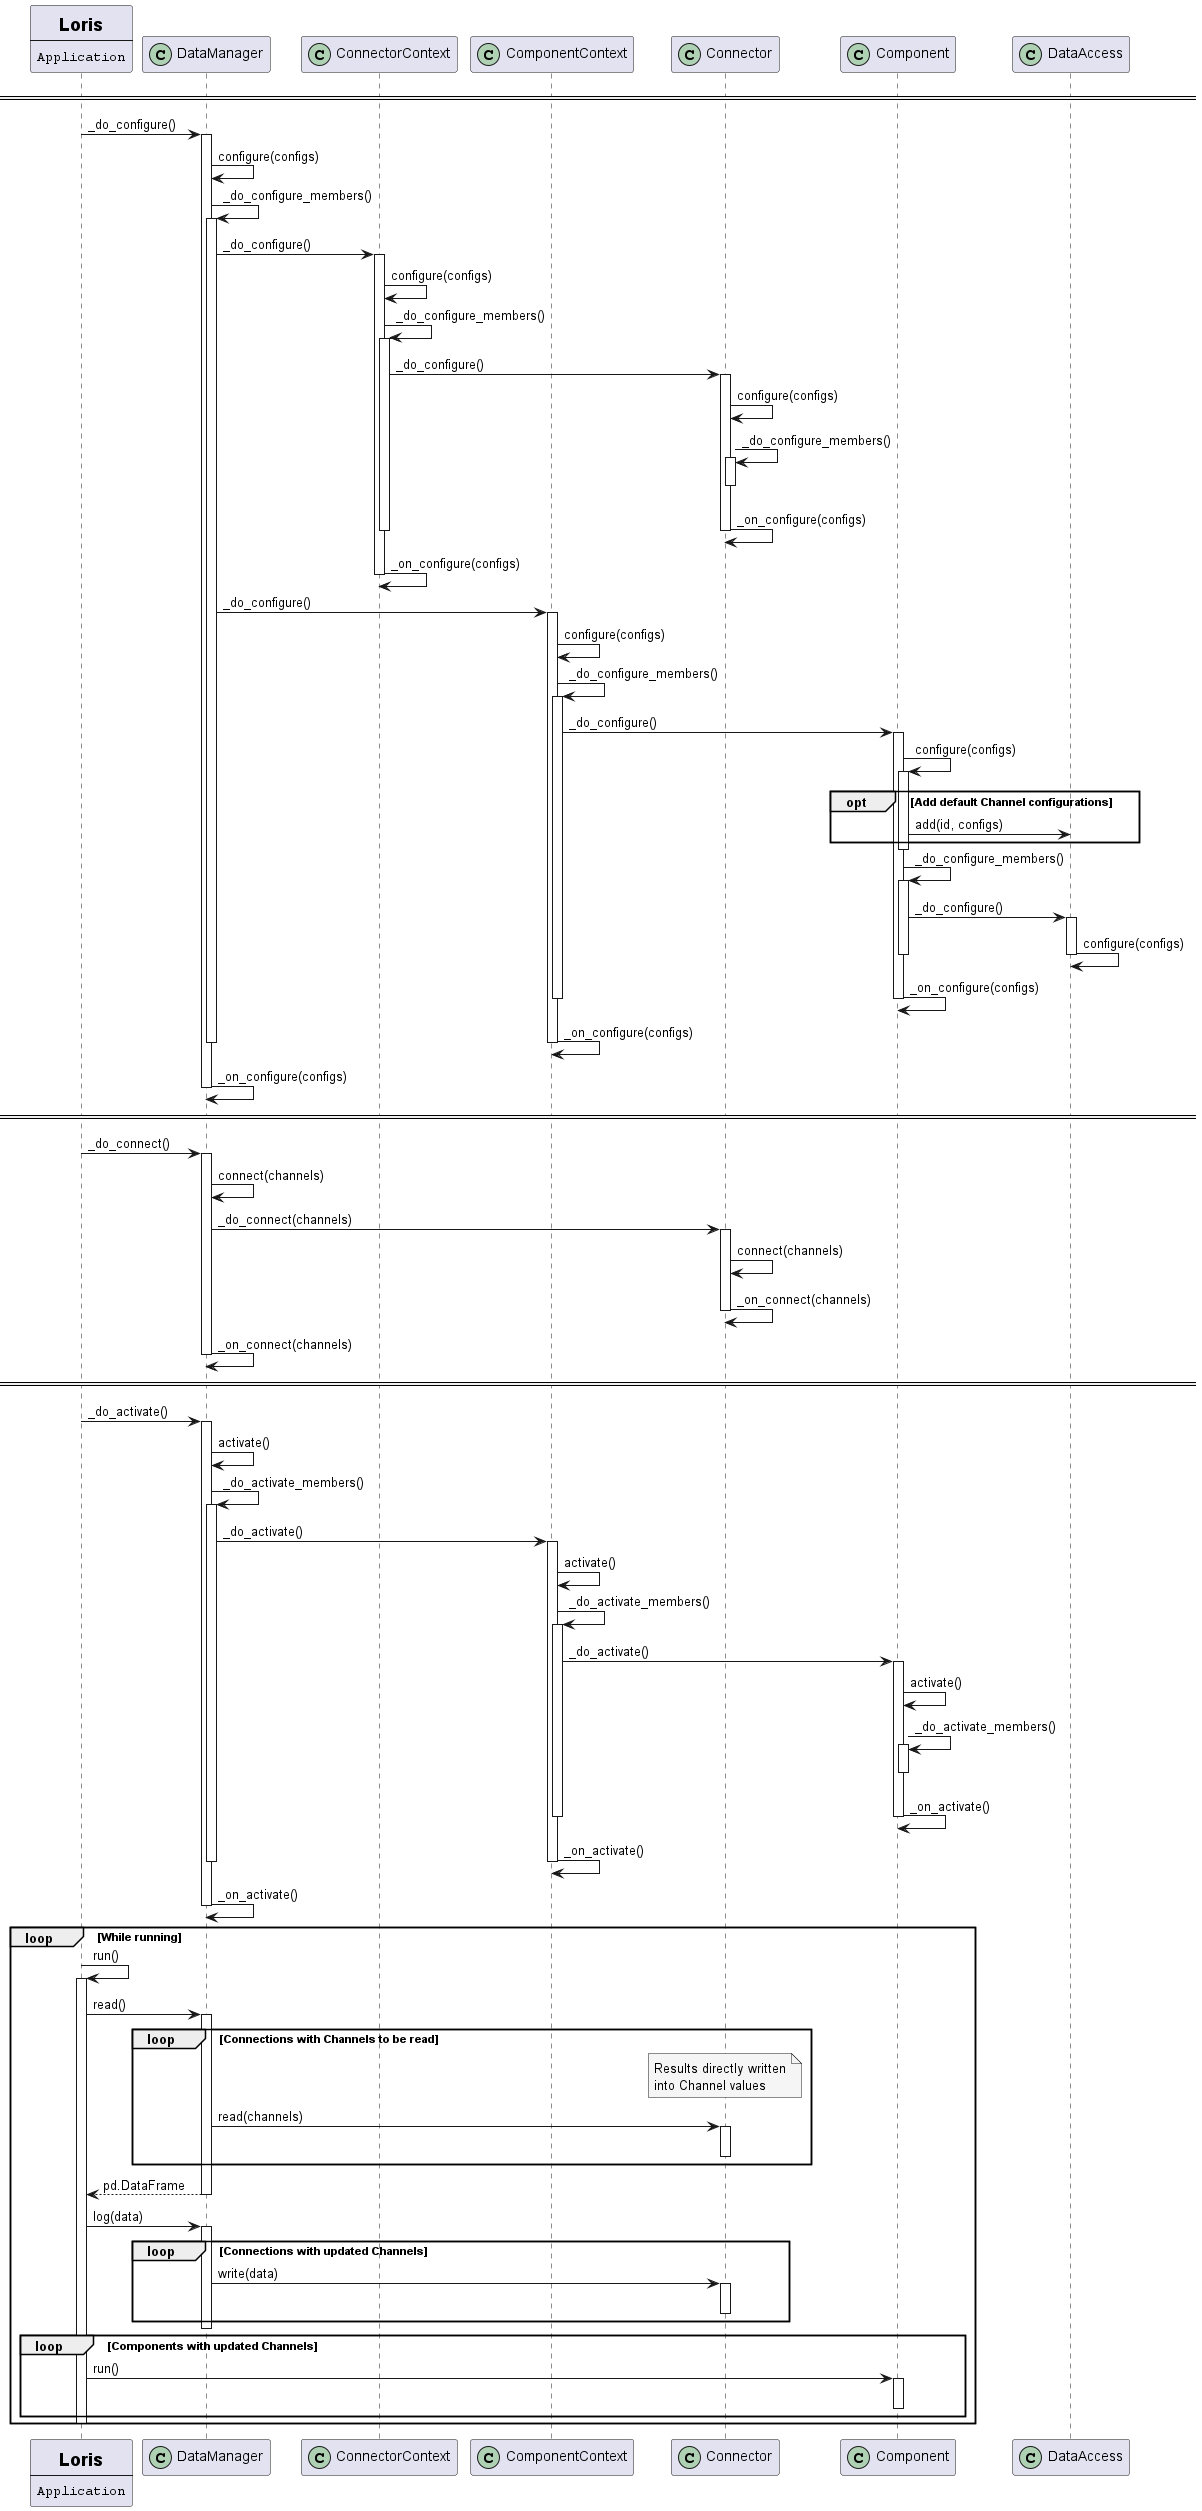 Loris
Application
C DataManager
C ConnectorContext
C ComponentContext
C Connector
C Component
C DataAccess
_do_configure()
configure(configs)
_do_configure_members()
_do_configure()
configure(configs)
_do_configure_members()
_do_configure()
configure(configs)
_do_configure_members()
_on_configure(configs)
_on_configure(configs)
_do_configure()
configure(configs)
_do_configure_members()
_do_configure()
configure(configs)
opt [Add default Channel configurations]
add(id, configs)
_do_configure_members()
_do_configure()
configure(configs)
_on_configure(configs)
_on_configure(configs)
_on_configure(configs)
_do_connect()
connect(channels)
_do_connect(channels)
connect(channels)
_on_connect(channels)
_on_connect(channels)
_do_activate()
activate()
_do_activate_members()
_do_activate()
activate()
_do_activate_members()
_do_activate()
activate()
_do_activate_members()
_on_activate()
_on_activate()
_on_activate()
loop [While running]
run()
read()
loop [Connections with Channels to be read]
Results directly written
into Channel values
read(channels)
pd.DataFrame
log(data)
loop [Connections with updated Channels]
write(data)
loop [Components with updated Channels]
run()
Loris
Application
C DataManager
C ConnectorContext
C ComponentContext
C Connector
C Component
C DataAccess